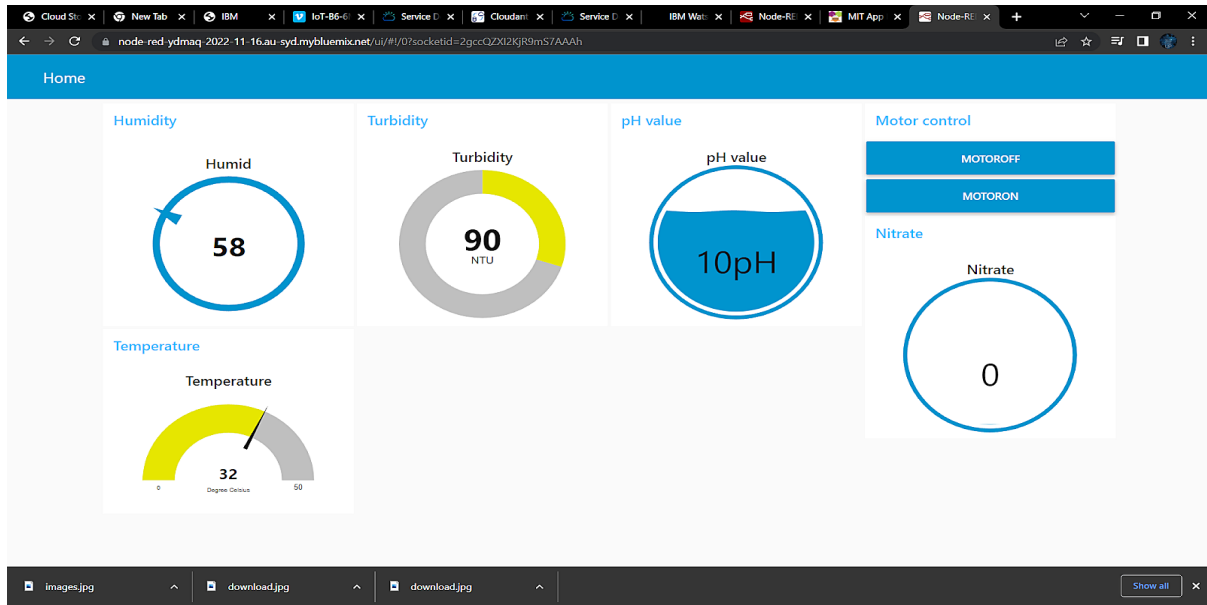 Cloud Sto
New Tab
IBM
IoT-B6-6
Service D
Cloudant
Service D
IBM Wat
Node-RE
MIT App
Node-RE
node-red-ydmaq-2022-11-16.au-syd.mybluemix.net/ui/#!/0?socketid=2gccQZXI2KjR9mS7AAAh
Home
Humidity
Humid
58
Turbidity
Turbidity
90
NTU
pH value
pH value
10pH
Motor control
MOTOROFF
MOTORON
Nitrate
Nitrate
0
Temperature
Temperature
32
Degree Celsius
0
50
images.jpg
download.jpg
download.jpg
Show all